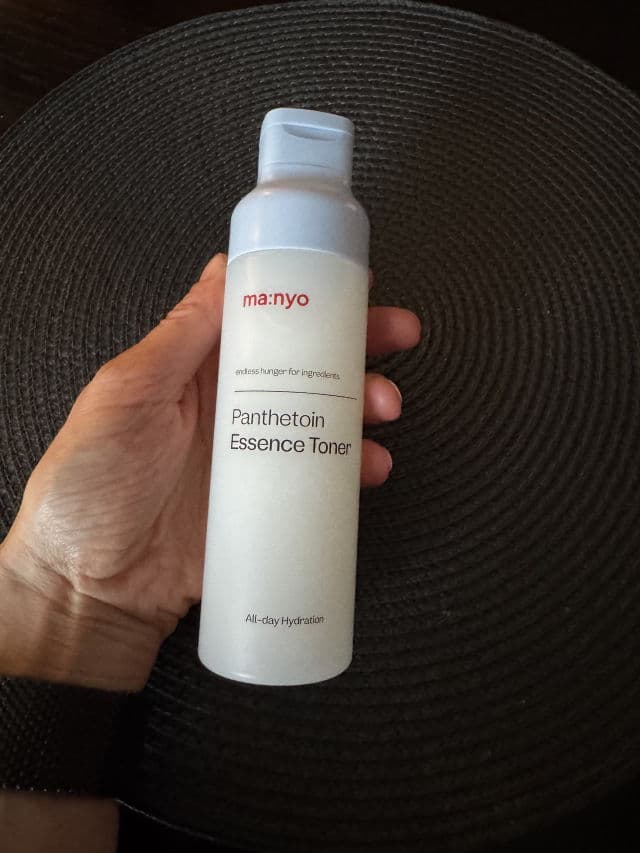 ma:nyo
endless hunger for ingredients
Panthetoin
Essence Toner
All-day Hydration